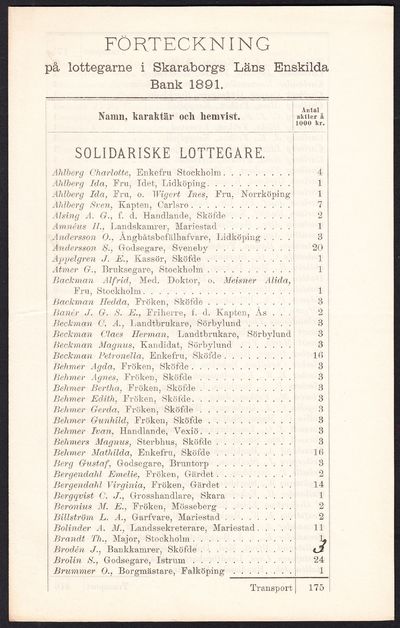 FÖRTECKNING
på lottegarne i Skaraborgs Läns Enskilda
Bank 1891.
Namn, karaktär och hemvist.
Antal
aktier å
1000 kr.
SOLIDARISKE LOTTEGARE.
Ahlberg Charlotte, Enkefru Stockholm 4
Ahlberg Ida, Fru, Idet, Lidköping 1
Ahlberg Ida, Fru, o. Wigert Ines, Fru, Norrköping 1
Ahlberg Sven, Kapten, Carlsro 7
Alsing A. G., f. d. Handlande, Sköfde 2
Amnéus H., Landskamrer, Mariestad 1
Andersson O., Ångbåtsbefälhafvare, Lidköping 3
Andersson S., Godsegare, Sveneby 20
Appelgren J. E., Kassör, Sköfde 1
Atmer G., Bruksegare, Stockholm 1
Backman Alfrid, Med. Doktor, o. Meisner Alida,
Fru, Stockholm 1
Backman Hedda, Fröken, Sköfde 3
Banér J. G. S. E., Friherre, f. d. Kapten, Ås 2
Beckman C. A., Landtbrukare, Sörbylund 3
Beckman Claes Herman, Landtbrukare, Sörbylund 3
Beckman Magnus, Kandidat, Sörbylund 3
Beckman Petronella, Enkefru, Sköfde 16
Behmer Agda, Fröken, Sköfde 3
Behmer Agnes, Fröken, Sköfde 3
Behmer Bertha, Fröken, Sköfde 3
Behmer Edith, Fröken, Sköfde 3
Behmer Gerda, Fröken, Sköfde 3
Behmer Gunhild, Fröken, Sköfde 3
Behmer Ivan, Handlande, Vexiö 3
Behmers Magnus, Sterbhus, Sköfde 3
Behmer Mathilda, Enkefru, Sköfde 16
Berg Gustaf, Godsegare, Bruntorp 3
Bergendahl Emelie, Fröken, Gärdet 2
Bergendahl Virginia, Fröken, Gärdet 14
Bergqvist C. J., Grosshandlare, Skara 1
Beronius M. E., Fröken, Mösseberg 2
Billström L. A., Garfvare, Mariestad 2
Bolinder A. M., Landssekreterare, Mariestad 11
Brandt Th., Major, Stockholm 1
Brodén J., Bankkamrer, Sköfde 3
Brolin S., Godsegare, Istrum 24
Brummer O., Borgmästare, Falköping 1
Transport 175